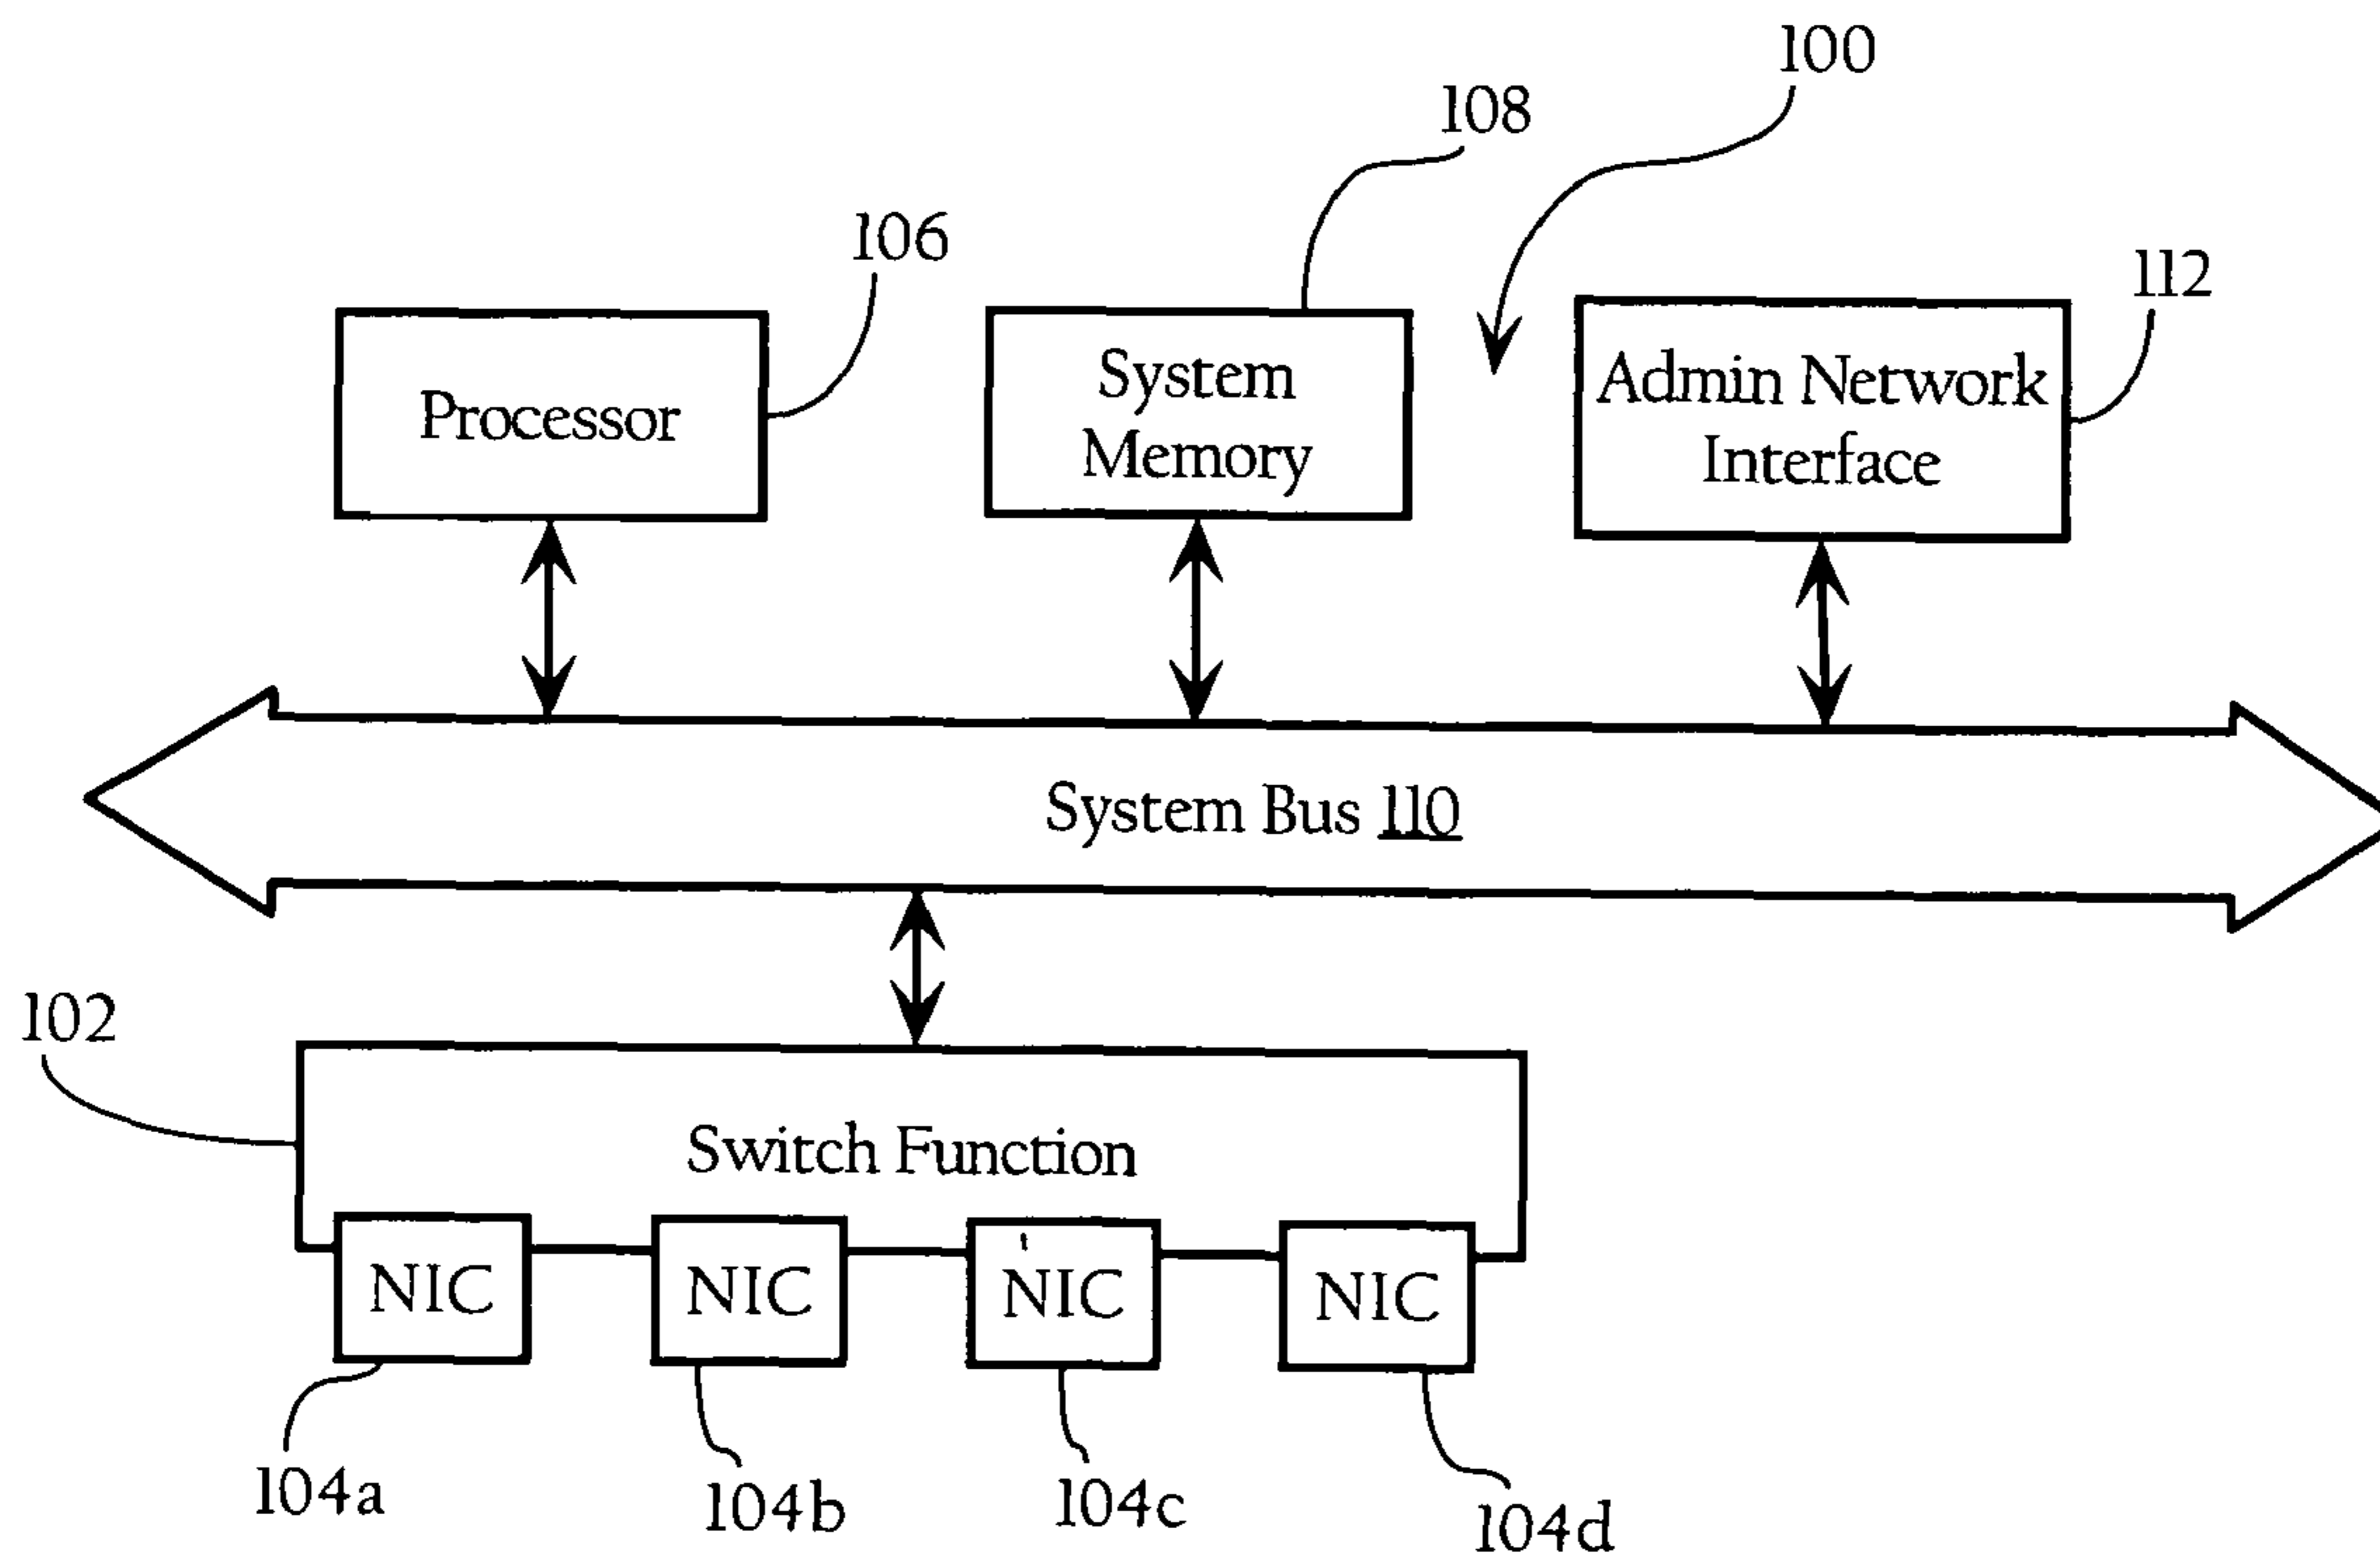 100
108
106
112
Processor
System
Memory
Admin Network
Interface
System Bus 110
102
Switch Function
NIC
NIC
NIC
NIC
104a
104b
104c
104d